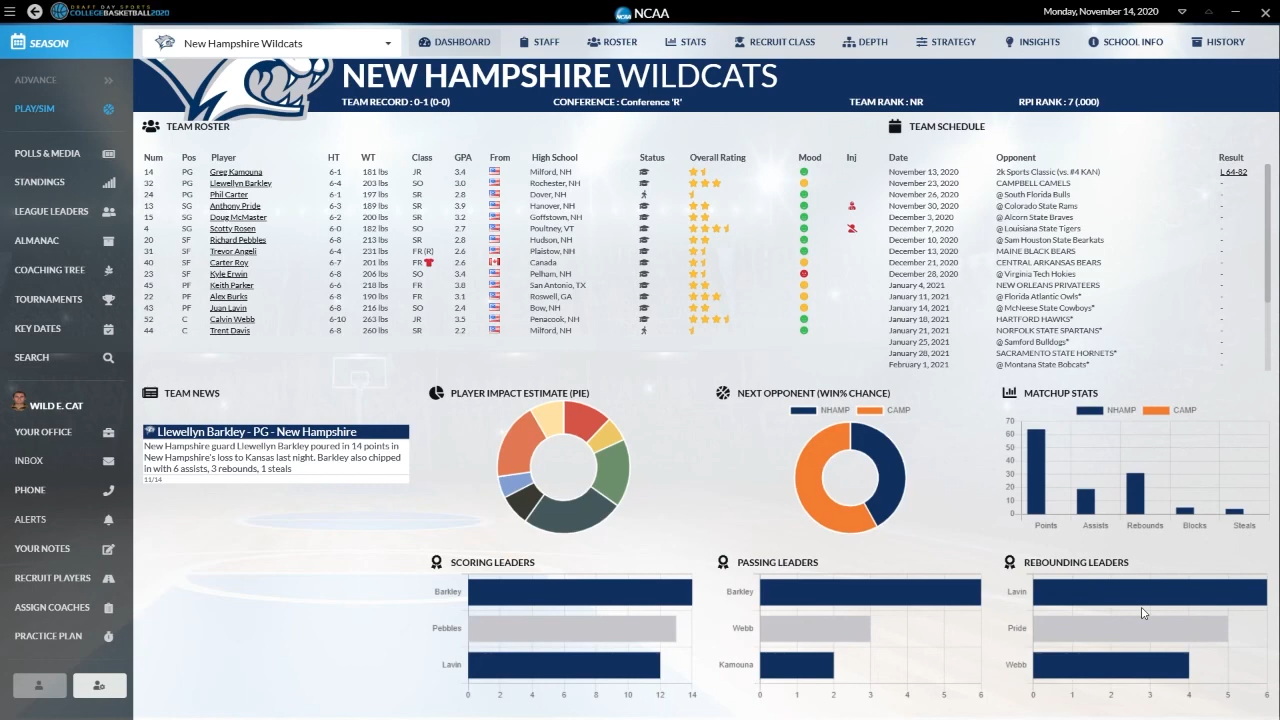 DRAFT DAY SPORTS
COLLEGE BASKETBALL 2020
NCAA
Monday, November 14, 2020
SEASON
New Hampshire Wildcats
DASHBOARD STAFF ROSTER STATS RECRUIT CLASS DEPTH STRATEGY INSIGHTS SCHOOL INFO HISTORY
ADVANCE
PLAY/SIM
POLLS & MEDIA
STANDINGS
LEAGUE LEADERS
ALMANAC
COACHING TREE
TOURNAMENTS
KEY DATES
SEARCH
WILD E. CAT
YOUR OFFICE
INBOX
PHONE
ALERTS
YOUR NOTES
RECRUIT PLAYERS
ASSIGN COACHES
PRACTICE PLAN
NEW HAMPSHIRE WILDCATS
TEAM RECORD : 0-1 (0-0) CONFERENCE : Conference 'R' TEAM RANK : NR RPI RANK : 7 (.000)
TEAM ROSTER
Num Pos Player HT WT Class GPA From High School Status Overall Rating Mood Inj
14 PG Greg Kamouna 6-1 181 lbs JR 3.4 Milford, NH
32 PG Llewellyn Barkley 6-4 203 lbs SO 3.0 Rochester, NH
24 PG Phil Carter 6-1 197 lbs SR 2.8 Dover, NH
13 SG Anthony Pride 6-3 189 lbs SR 3.9 Hanover, NH
15 SG Doug McMaster 6-2 200 lbs SR 3.2 Goffstown, NH
4 SG Scotty Rosen 6-0 182 lbs SO 2.7 Poultney, VT
20 SF Richard Pebbles 6-8 213 lbs SR 2.8 Hudson, NH
31 SF Trevor Angeli 6-4 231 lbs FR (R) 2.6 Plaistow, NH
40 SF Carter Roy 6-7 201 lbs FR 2.6 Canada
23 SF Kyle Erwin 6-8 206 lbs SO 3.4 Pelham, NH
45 PF Keith Parker 6-6 218 lbs FR 3.8 San Antonio, TX
22 PF Alex Burks 6-8 190 lbs FR 3.1 Roswell, GA
43 PF Juan Lavin 6-8 216 lbs SO 2.4 Bow, NH
52 C Calvin Webb 6-10 263 lbs JR 3.5 Penacook, NH
44 C Trent Davis 6-8 260 lbs SR 2.2 Milford, NH
TEAM SCHEDULE
Date Opponent Result
November 13, 2020 2k Sports Classic (vs. #4 KAN) L 64-82
November 23, 2020 CAMPBELL CAMELS -
November 26, 2020 @ South Florida Bulls -
November 30, 2020 @ Colorado State Rams -
December 3, 2020 @ Alcorn State Braves -
December 7, 2020 @ Louisiana State Tigers -
December 10, 2020 @ Sam Houston State Bearkats -
December 13, 2020 MAINE BLACK BEARS -
December 21, 2020 CENTRAL ARKANSAS BEARS -
December 28, 2020 @ Virginia Tech Hokies -
January 4, 2021 NEW ORLEANS PRIVATEERS -
January 11, 2021 @ Florida Atlantic Owls* -
January 14, 2021 @ McNeese State Cowboys* -
January 18, 2021 HARTFORD HAWKS* -
January 21, 2021 NORFOLK STATE SPARTANS* -
January 25, 2021 @ Samford Bulldogs* -
January 28, 2021 SACRAMENTO STATE HORNETS* -
February 1, 2021 @ Montana State Bobcats* -
TEAM NEWS
Llewellyn Barkley - PG - New Hampshire
New Hampshire guard Llewellyn Barkley poured in 14 points in
New Hampshire's loss to Kansas last night. Barkley also chipped
in with 6 assists, 3 rebounds, 1 steals
11/14
PLAYER IMPACT ESTIMATE (PIE)
NEXT OPPONENT (WIN% CHANCE)
NHAMP CAMP
MATCHUP STATS
NHAMP CAMP
70
60
50
40
30
20
10
0
Points Assists Rebounds Blocks Steals
SCORING LEADERS
Barkley
Pebbles
Lavin
0 2 4 6 8 10 12 14
PASSING LEADERS
Barkley
Webb
Kamouna
0 1 2 3 4 5 6
REBOUNDING LEADERS
Lavin
Pride
Webb
0 1 2 3 4 5 6